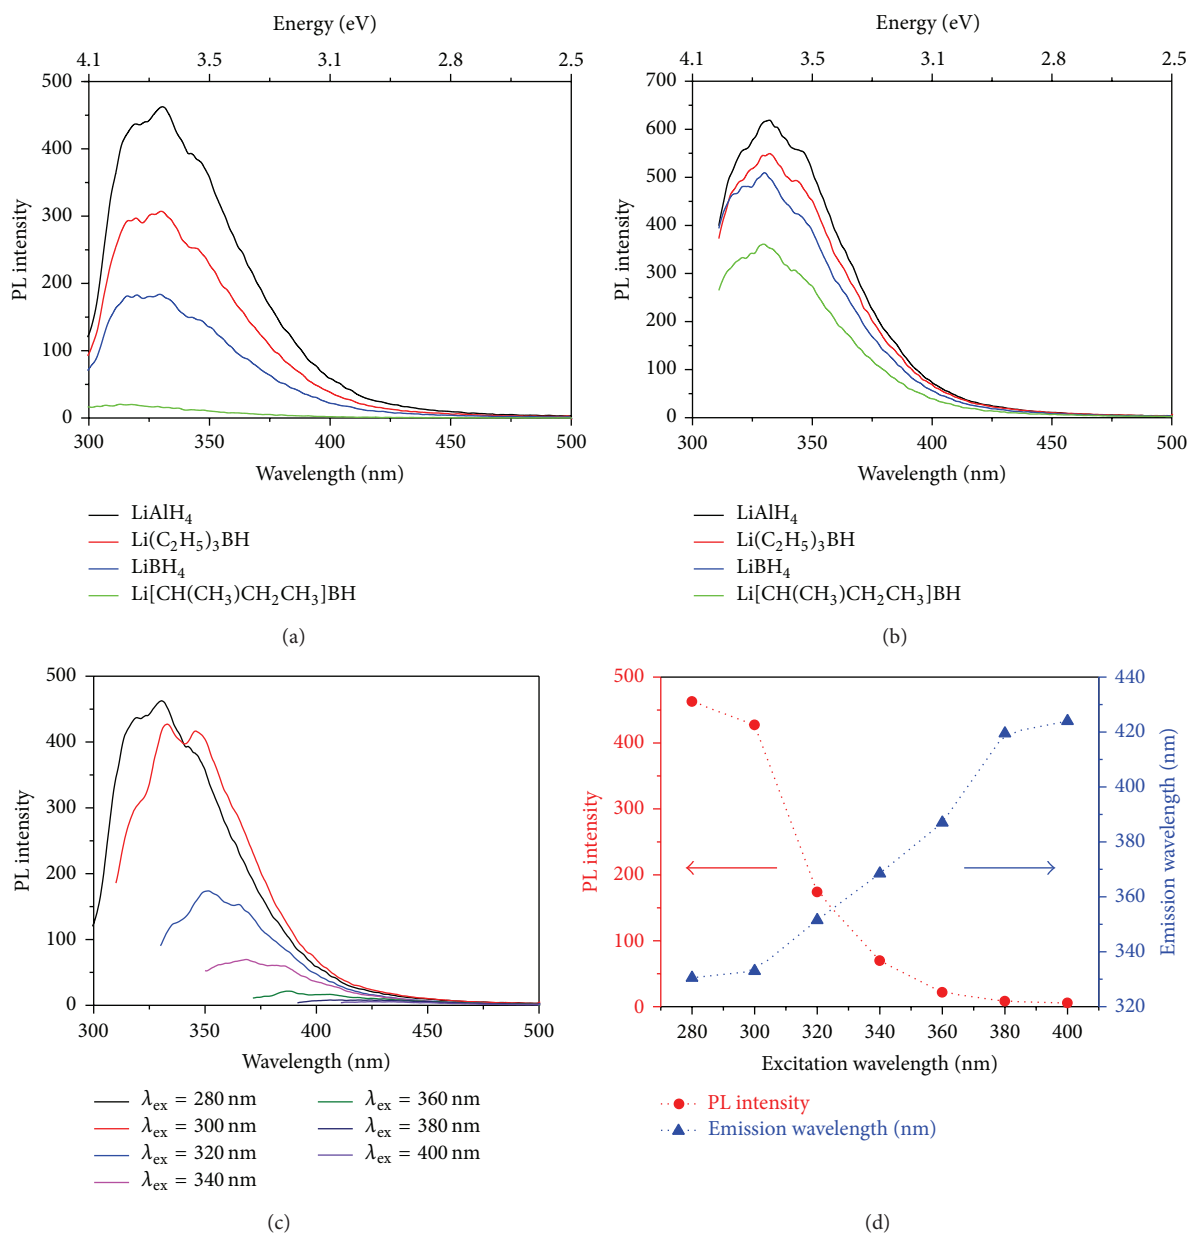 Energy (eV)
4.1 3.5 3.1 2.8 2.5
500
400
300
200
100
0
PL intensity
300 350 400 450 500
Wavelength (nm)
LiAlH₄
Li(C₂H₅)₃BH
LiBH₄
Li[CH(CH₃)CH₂CH₃]BH
(a)
Energy (eV)
4.1 3.5 3.1 2.8 2.5
700
600
500
400
300
200
100
0
PL intensity
300 350 400 450 500
Wavelength (nm)
LiAlH₄
Li(C₂H₅)₃BH
LiBH₄
Li[CH(CH₃)CH₂CH₃]BH
(b)
500
400
300
200
100
0
PL intensity
300 350 400 450 500
Wavelength (nm)
λex = 280 nm
λex = 300 nm
λex = 320 nm
λex = 340 nm
λex = 360 nm
λex = 380 nm
λex = 400 nm
(c)
500
400
300
200
100
0
PL intensity
440
420
400
380
360
340
320
Emission wavelength (nm)
280 300 320 340 360 380 400
Excitation wavelength (nm)
PL intensity
Emission wavelength (nm)
(d)